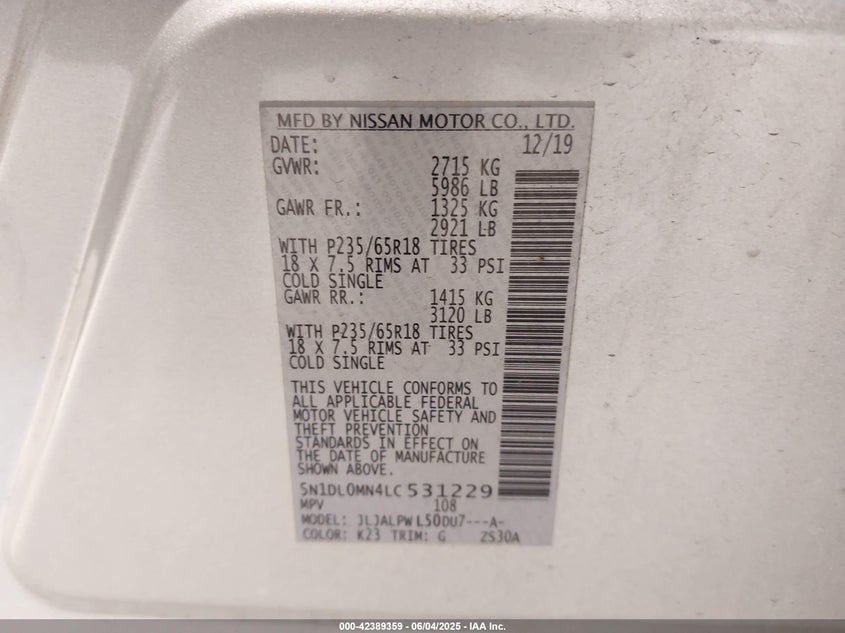 MFD BY NISSAN MOTOR CO., LTD.
DATE: 12/19
GVWR: 2715 KG
5986 LB
GAWR FR.: 1325 KG
2921 LB
WITH P235/65R18 TIRES
18 X 7.5 RIMS AT 33 PSI
COLD SINGLE
GAWR RR.: 1415 KG
3120 LB
WITH P235/65R18 TIRES
18 X 7.5 RIMS AT 33 PSI
COLD SINGLE
THIS VEHICLE CONFORMS TO
ALL APPLICABLE FEDERAL
MOTOR VEHICLE SAFETY AND
THEFT PREVENTION
STANDARDS IN EFFECT ON
THE DATE OF MANUFACTURE
SHOWN ABOVE.
5N1DL0MN4LC531229
MPV 108
MODEL: JLJALPWL50DU7---A-
COLOR: K23 TRIM: G ZS30A
000-42389359 | 06/04/2025 - IAA Inc.